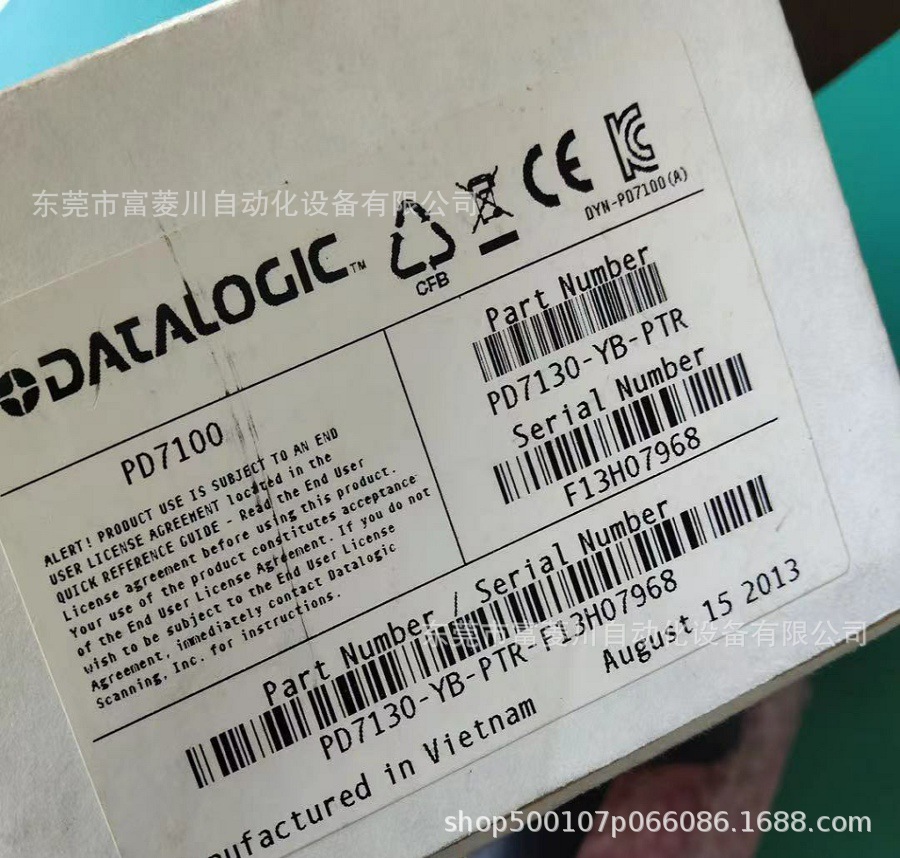 东莞市富菱川自动化设备有限公司
DATALOGIC™
CFB
CE
DYN-PD7100(A)
PD7100
ALERT! PRODUCT USE IS SUBJECT TO AN END
USER LICENSE AGREEMENT located in the
QUICK REFERENCE GUIDE - Read the End User
License agreement before using this product.
Your use of the product constitutes acceptance
of the End User License Agreement. If you do not
wish to be subject to the End User License
Agreement, immediately contact Datalogic
Scanning, Inc. for instructions.
Part Number
PD7130-YB-PTR
Serial Number
F13H07968
Part Number / Serial Number
PD7130-YB-PTR-F13H07968
东莞市富菱川自动化设备有限公司
August 15 2013
nufactured in Vietnam
shop500107p066086.1688.com